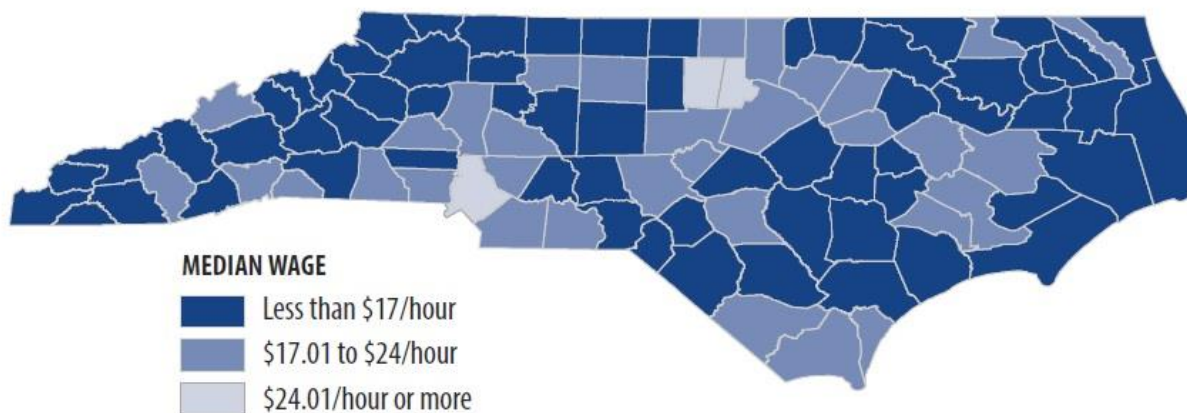 MEDIAN WAGE
Less than $17/hour
$17.01 to $24/hour
$24.01/hour or more